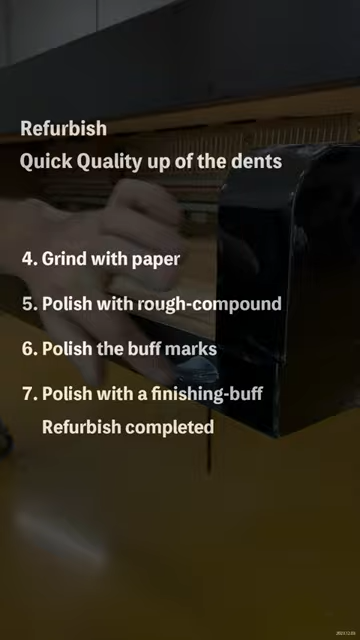 Refurbish
Quick Quality up of the dents
4. Grind with paper
5. Polish with rough-compound
6. Polish the buff marks
7. Polish with a finishing-buff
Refurbish completed